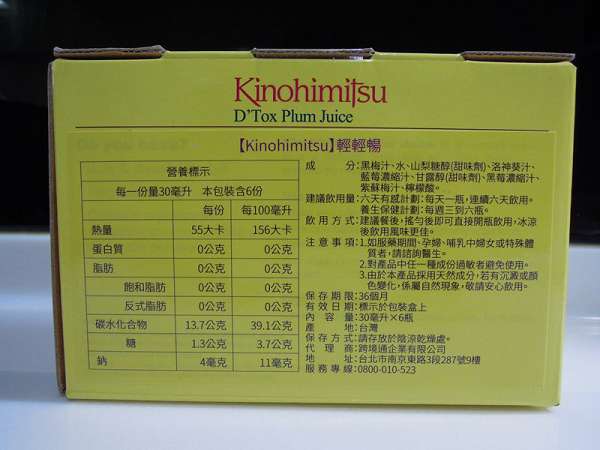 Kinohimitsu
D'Tox Plum Juice
【Kinohimitsu】輕輕暢
營養標示
每一份量30毫升 本包裝含6份
每份 每100毫升
熱量 55大卡 156大卡
蛋白質 0公克 0公克
脂肪 0公克 0公克
飽和脂肪 0公克 0公克
反式脂肪 0公克 0公克
碳水化合物 13.7公克 39.1公克
糖 1.3公克 3.7公克
鈉 4毫克 11毫克
成分:黑梅汁、水、山梨糖醇(甜味劑)、洛神葵汁、
藍莓濃縮汁、甘露醇(甜味劑)、黑莓濃縮汁、
紫蘇梅汁、檸檬酸。
建議飲用量:六天有感計劃:每天一瓶,連續六天飲用。
養生保健計劃:每週三到六瓶。
飲用方式:建議餐後,搖勻後即可直接開瓶飲用,冰涼
後飲用風味更佳。
注意事項:1.如服藥期間、孕婦、哺乳中婦女或特殊體
質者,請諮詢醫生。
2.對產品中任一種成份過敏者避免使用。
3.由於本產品採用天然成分,若有沉澱或顏
色變化,係屬自然現象,敬請安心飲用。
保存期限:36個月
有效日期:標示於包裝盒上
內容量:30毫升×6瓶
產地:台灣
保存方式:請存放於陰涼乾燥處。
代理商:跨境通企業有限公司
地址:台北市南京東路3段287號9樓
服務專線:0800-010-523